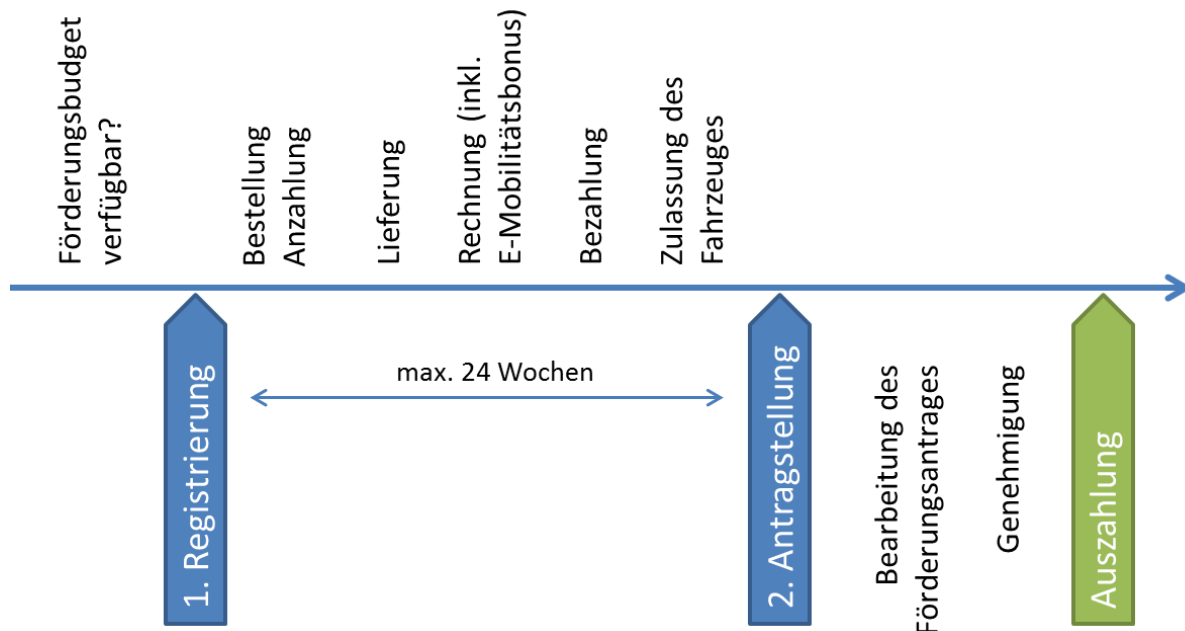 Förderungsbudget
verfügbar?
Bestellung
Anzahlung
Lieferung
Rechnung (inkl.
E-Mobilitätsbonus)
Bezahlung
Zulassung des
Fahrzeuges
1. Registrierung
max. 24 Wochen
2. Antragstellung
Bearbeitung des
Förderungsantrages
Genehmigung
Auszahlung